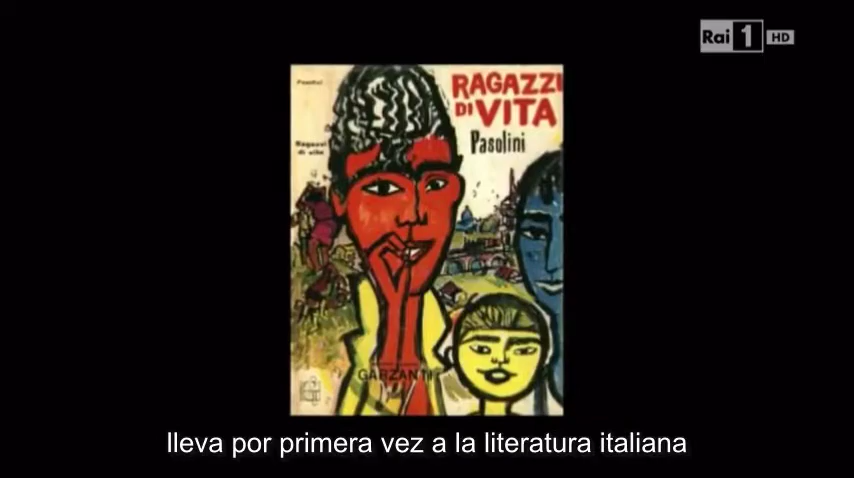 Rai 1 HD
Pasolini
RAGAZZI
DI VITA
Pasolini
Ragazzi
di vita
GARZANTI
lleva por primera vez a la literatura italiana